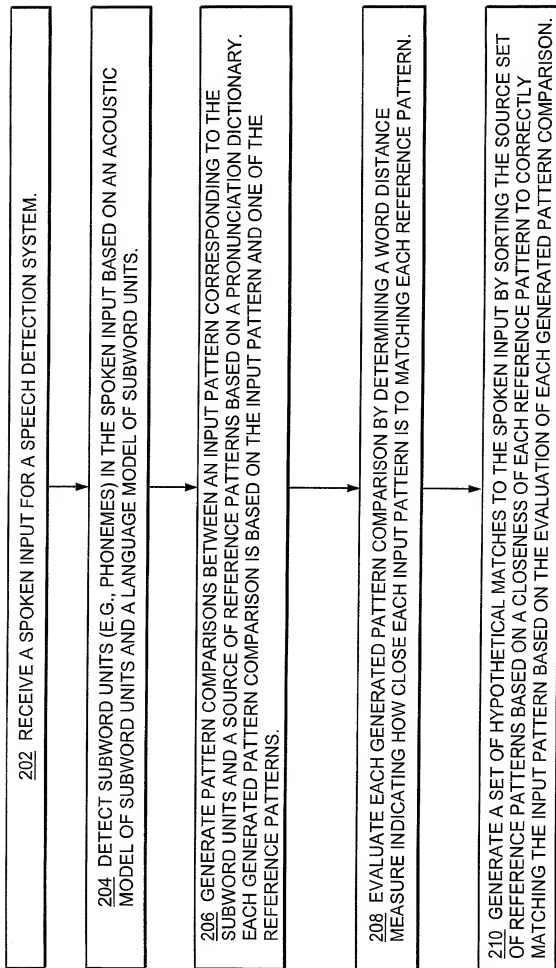 202 RECEIVE A SPOKEN INPUT FOR A SPEECH DETECTION SYSTEM.
204 DETECT SUBWORD UNITS (E.G., PHONEMES) IN THE SPOKEN INPUT BASED ON AN ACOUSTIC
MODEL OF SUBWORD UNITS AND A LANGUAGE MODEL OF SUBWORD UNITS.
206 GENERATE PATTERN COMPARISONS BETWEEN AN INPUT PATTERN CORRESPONDING TO THE
SUBWORD UNITS AND A SOURCE OF REFERENCE PATTERNS BASED ON A PRONUNCIATION DICTIONARY.
EACH GENERATED PATTERN COMPARISON IS BASED ON THE INPUT PATTERN AND ONE OF THE
REFERENCE PATTERNS.
208 EVALUATE EACH GENERATED PATTERN COMPARISON BY DETERMINING A WORD DISTANCE
MEASURE INDICATING HOW CLOSE EACH INPUT PATTERN IS TO MATCHING EACH REFERENCE PATTERN.
210 GENERATE A SET OF HYPOTHETICAL MATCHES TO THE SPOKEN INPUT BY SORTING THE SOURCE SET
OF REFERENCE PATTERNS BASED ON A CLOSENESS OF EACH REFERENCE PATTERN TO CORRECTLY
MATCHING THE INPUT PATTERN BASED ON THE EVALUATION OF EACH GENERATED PATTERN COMPARISON.